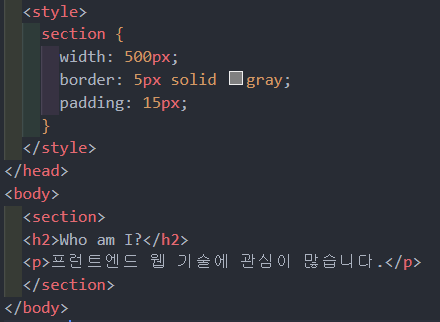 <style>
section {
width: 500px;
border: 5px solid gray;
padding: 15px;
}
</style>
</head>
<body>
<section>
<h2>Who am I?</h2>
<p>프런트엔드 웹 기술에 관심이 많습니다.</p>
</section>
</body>